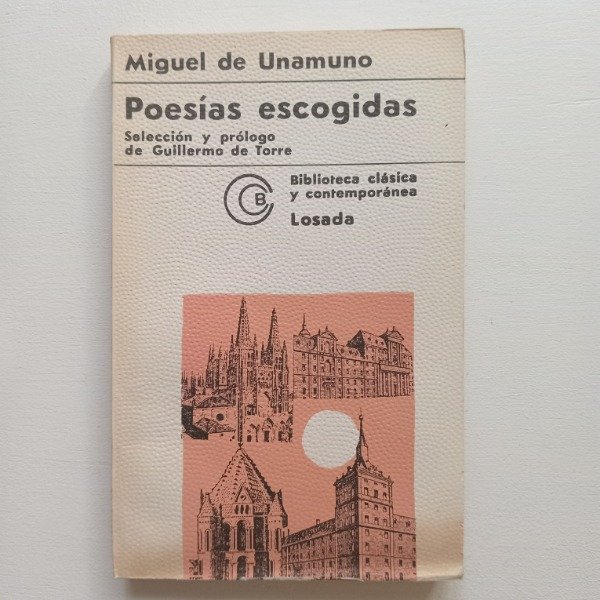 Miguel de Unamuno
Poesías escogidas
Selección y prólogo
de Guillermo de Torre
B
Biblioteca clásica
y contemporánea
Losada